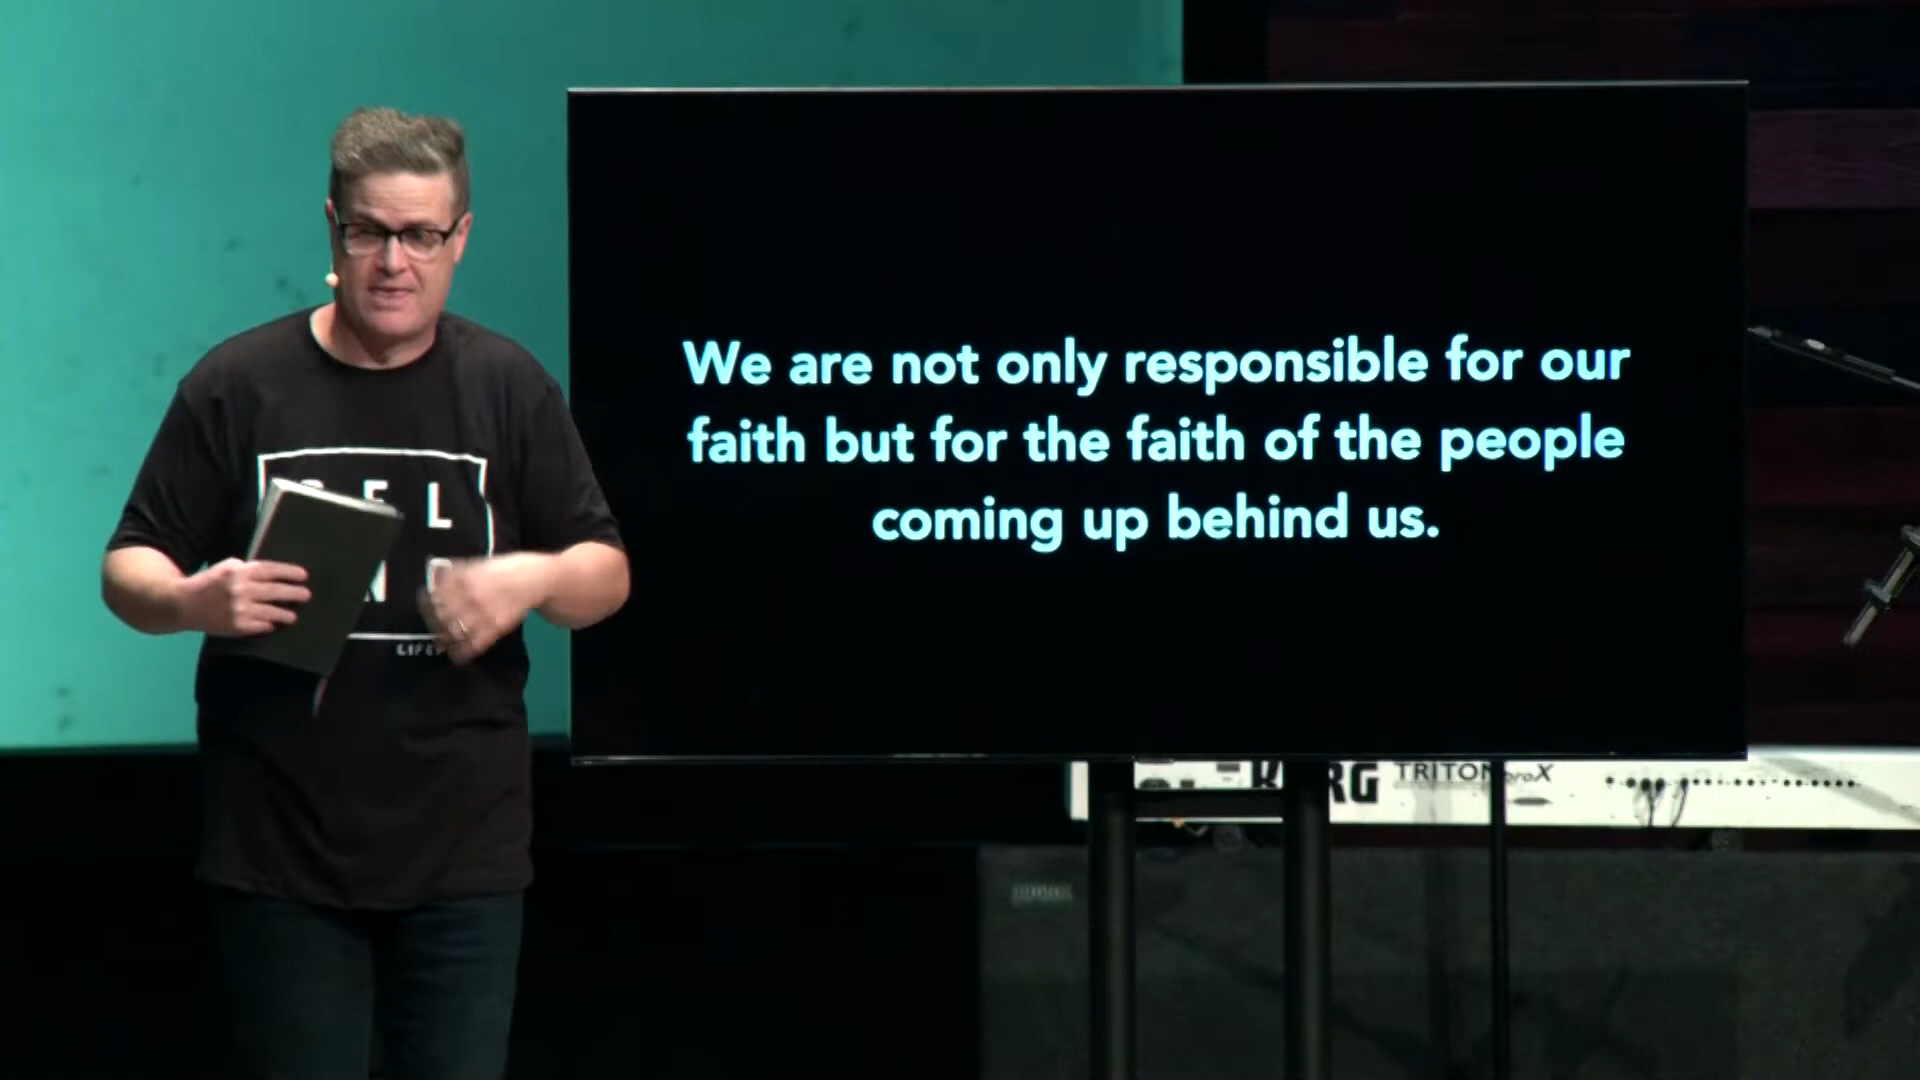 We are not only responsible for our
faith but for the faith of the people
coming up behind us.
E L
TRITON proX